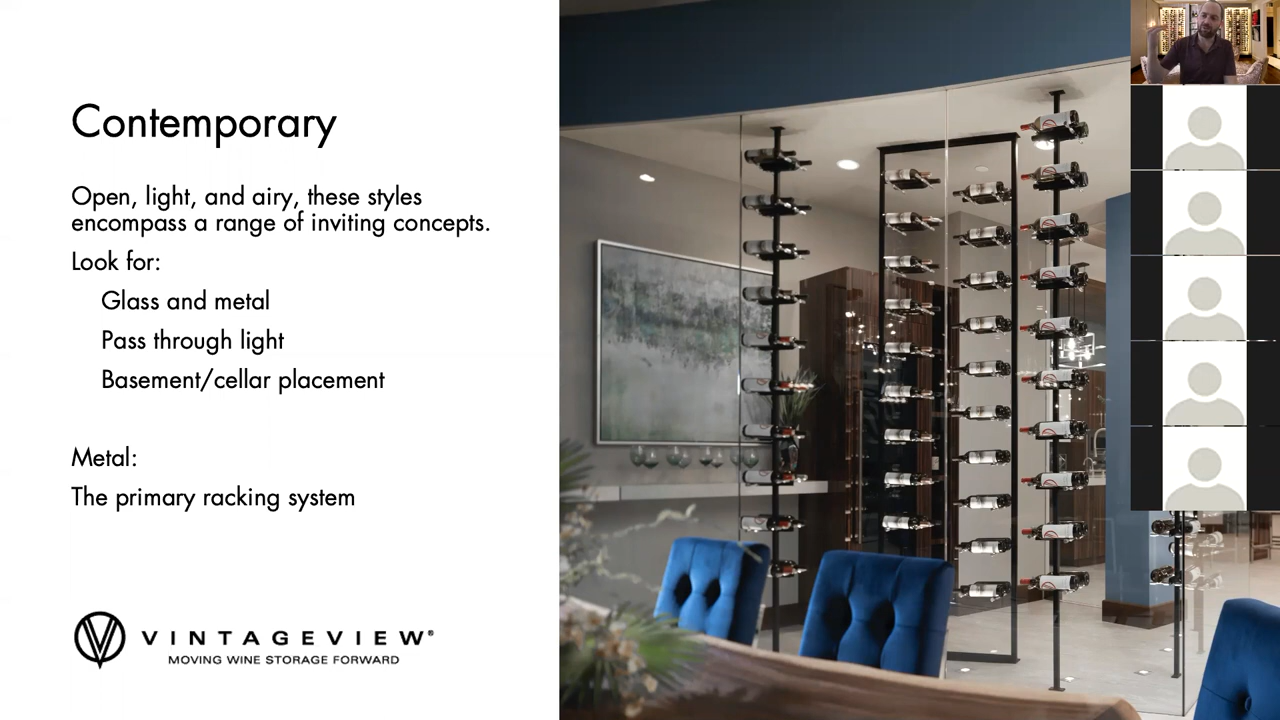 Contemporary
Open, light, and airy, these styles
encompass a range of inviting concepts.
Look for:
Glass and metal
Pass through light
Basement/cellar placement
Metal:
The primary racking system
VINTAGEVIEW®
MOVING WINE STORAGE FORWARD